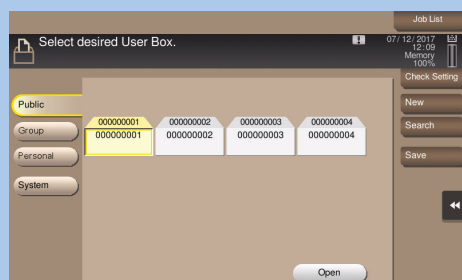 Job List
Select desired User Box.
07/12/2017
12:09
Memory
100%
Check Setting
Public
New
000000001 000000002 000000003 000000004
000000001 000000002 000000003 000000004
Group
Search
Personal
Save
System
Open